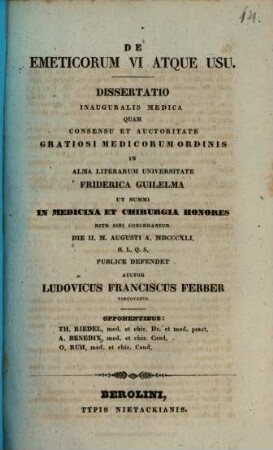 14.
DE
EMETICORUM VI ATQUE USU.
DISSERTATIO
INAUGURALIS MEDICA
QUAM
CONSENSU ET AUCTORITATE
GRATIOSI MEDICORUM ORDINIS
IN
ALMA LITERARUM UNIVERSITATE
FRIDERICA GUILELMA
UT SUMMI
IN MEDICINA ET CHIRURGIA HONORES
RITE SIBI CONCEDANTUR
DIE II. M. AUGUSTI A. MDCCCXLI.
H. L. Q. S.
PUBLICE DEFENDET
AUCTOR
LUDOVICUS FRANCISCUS FERBER
OPPONENTIBUS:
TH. RIEDEL, med. et chir. Dr. et med. pract.
A. BENEDIX, med. et chir. Cand.
O. RUH, med. et chir. Cand.
BEROLINI,
TYPIS NIETACKIANIS.